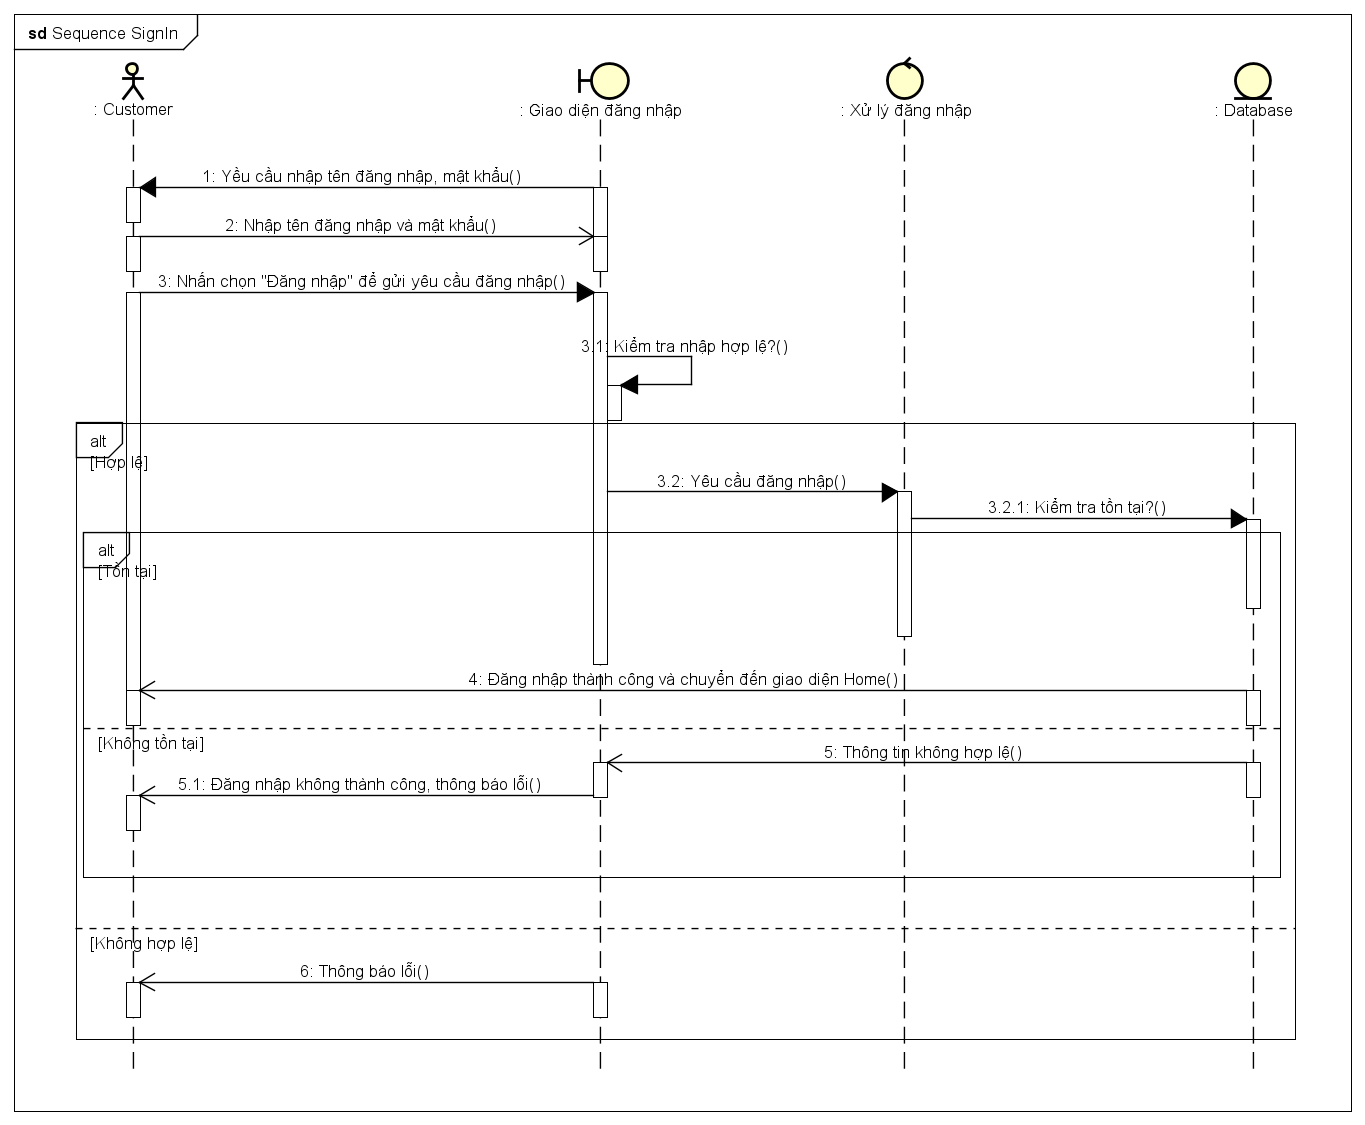 sd Sequence SignIn
: Customer
: Giao diện đăng nhập
: Xử lý đăng nhập
: Database
1: Yều cầu nhập tên đăng nhập, mật khẩu()
2: Nhập tên đăng nhập và mật khẩu()
3: Nhấn chọn "Đăng nhập" để gửi yêu cầu đăng nhập()
3.1: Kiểm tra nhập hợp lệ?()
alt
[Hợp lệ]
3.2: Yêu cầu đăng nhập()
3.2.1: Kiểm tra tồn tại?()
alt
[Tồn tại]
4: Đăng nhập thành công và chuyển đến giao diện Home()
[Không tồn tại]
5: Thông tin không hợp lệ()
5.1: Đăng nhập không thành công, thông báo lỗi()
[Không hợp lệ]
6: Thông báo lỗi()